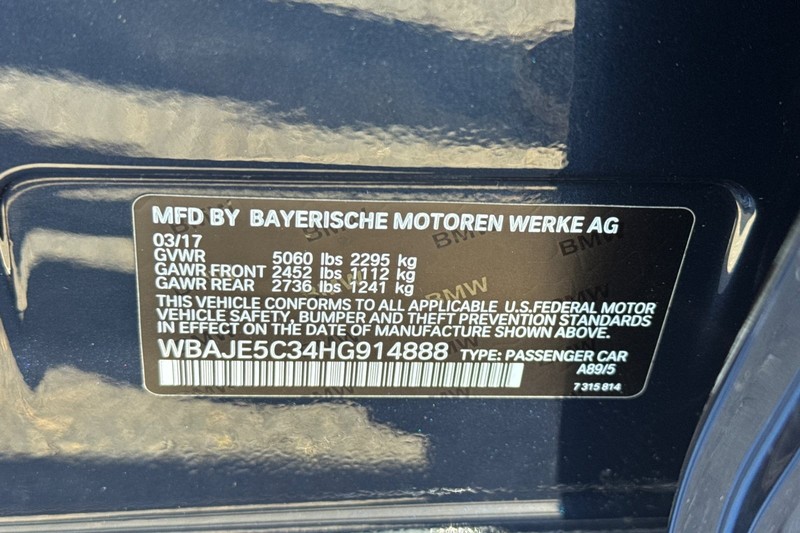 MFD BY BAYERISCHE MOTOREN WERKE AG
03/17
GVWR 5060 lbs 2295 kg
GAWR FRONT 2452 lbs 1112 kg
GAWR REAR 2736 lbs 1241 kg
THIS VEHICLE CONFORMS TO ALL APPLICABLE U.S.FEDERAL MOTOR
VEHICLE SAFETY, BUMPER AND THEFT PREVENTION STANDARDS
IN EFFECT ON THE DATE OF MANUFACTURE SHOWN ABOVE.
WBAJE5C34HG914888 TYPE: PASSENGER CAR
A89/5
7 315 814
BMW
BMW
BMW